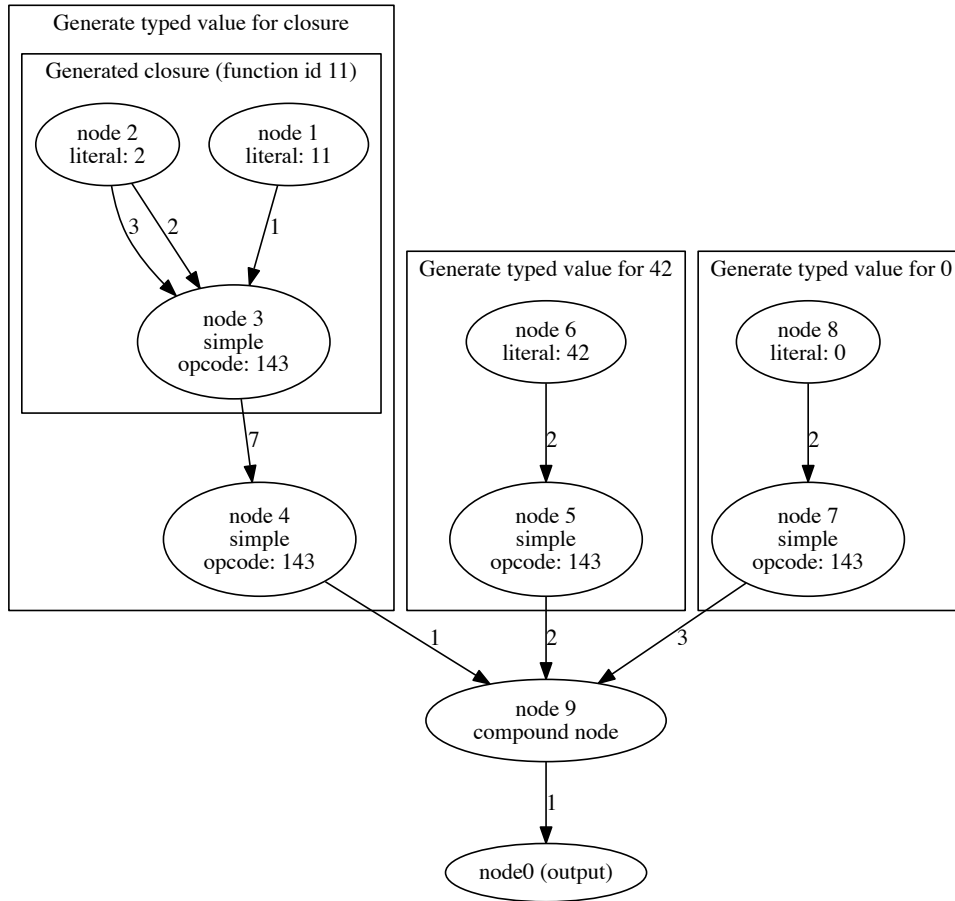 Generate typed value for closure
Generated closure (function id 11)
node 2
literal: 2
node 1
literal: 11
3
2
1
node 3
simple
opcode: 143
7
node 4
simple
opcode: 143
Generate typed value for 42
node 6
literal: 42
2
node 5
simple
opcode: 143
Generate typed value for 0
node 8
literal: 0
2
node 7
simple
opcode: 143
1
2
3
node 9
compound node
1
node0 (output)